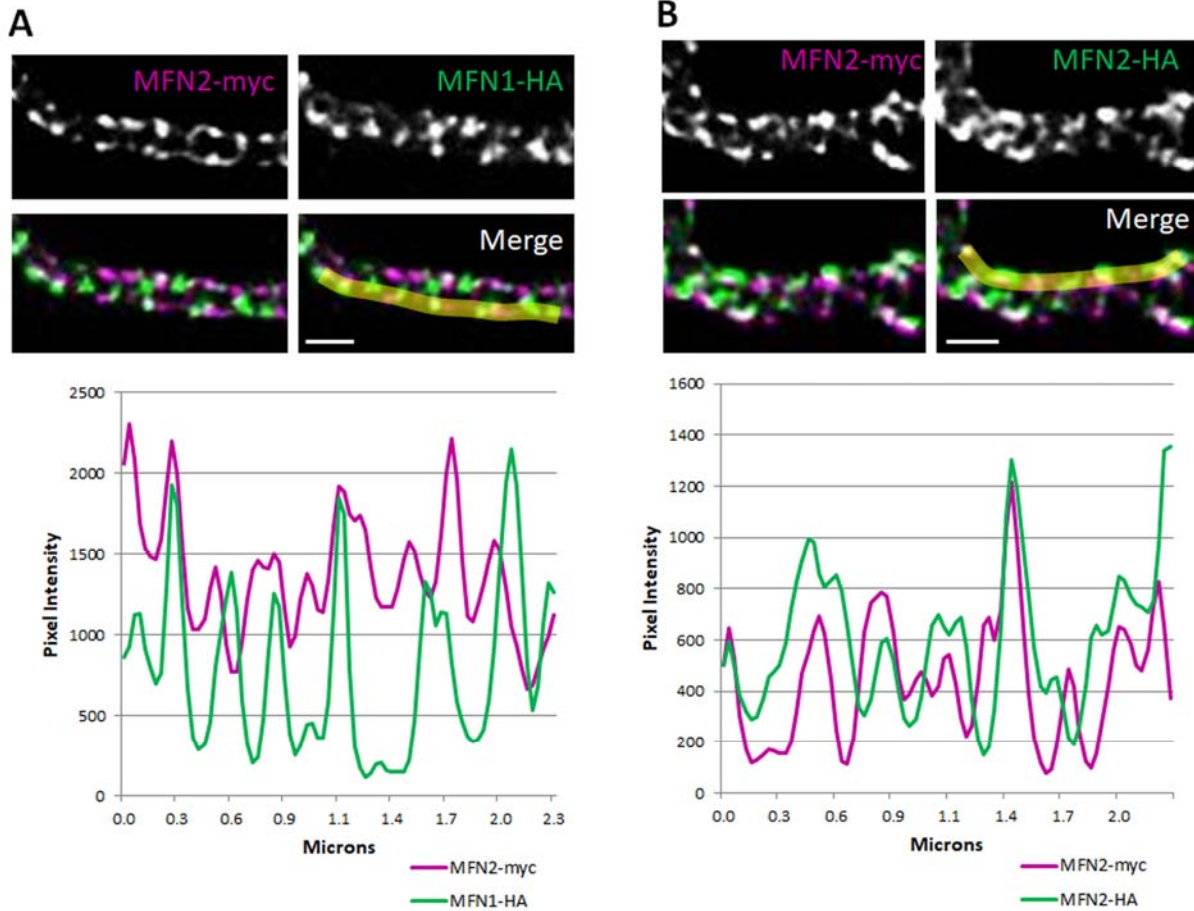 A
MFN2-myc
MFN1-HA
Merge
2500
2000
1500
1000
500
0
Pixel Intensity
0.0 0.3 0.6 0.9 1.1 1.4 1.7 2.0 2.3
Microns
MFN2-myc
MFN1-HA
B
MFN2-myc
MFN2-HA
Merge
1600
1400
1200
1000
800
600
400
200
0
Pixel Intensity
0.0 0.3 0.6 0.9 1.1 1.4 1.7 2.0
Microns
MFN2-myc
MFN2-HA